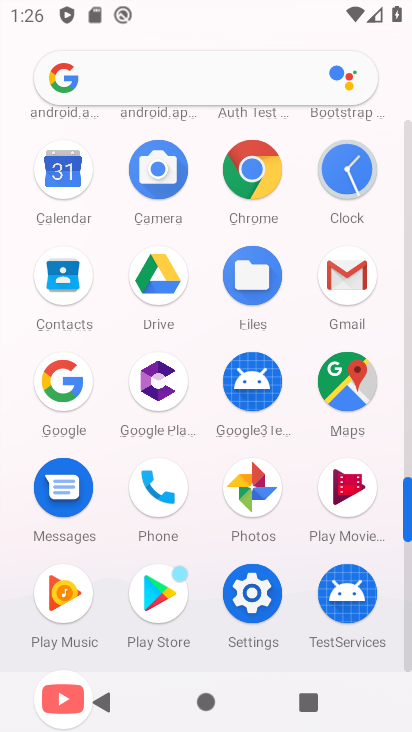 1:26
android.a... android.ap... Auth Test ... Bootstrap ...
31
Calendar Camera Chrome Clock
Contacts Drive Files Gmail
Google Google Pla... Google3Te... Maps
Messages Phone Photos Play Movie...
Play Music Play Store Settings TestServices